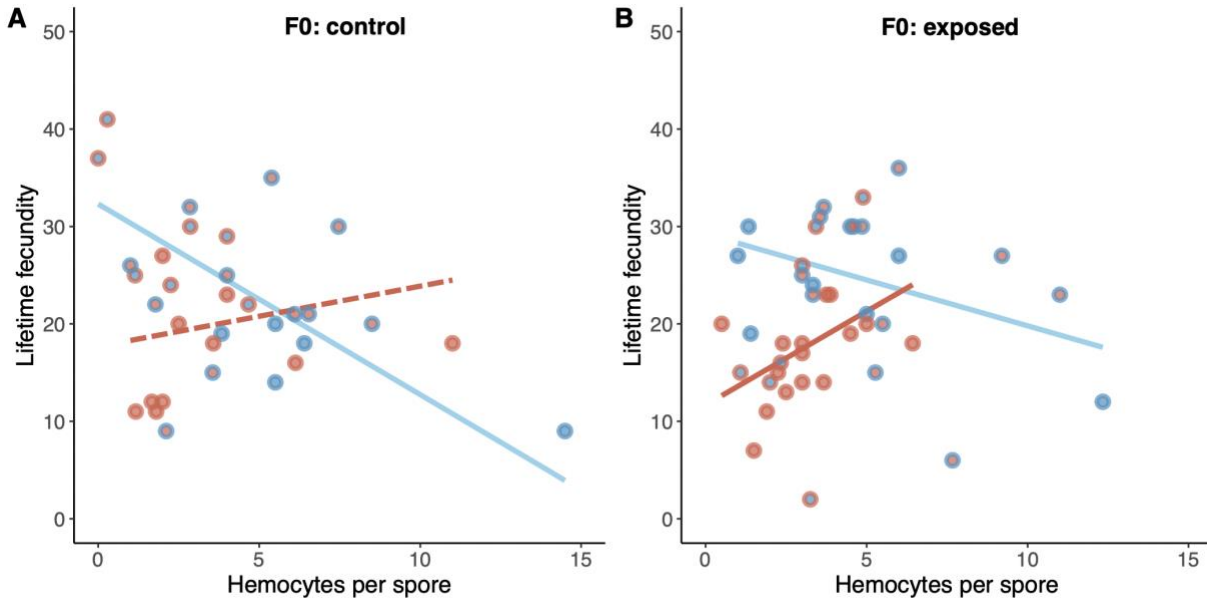 A
F0: control
50
40
30
20
10
0
Lifetime fecundity
0 5 10 15
Hemocytes per spore
B
F0: exposed
50
40
30
20
10
0
Lifetime fecundity
0 5 10 15
Hemocytes per spore